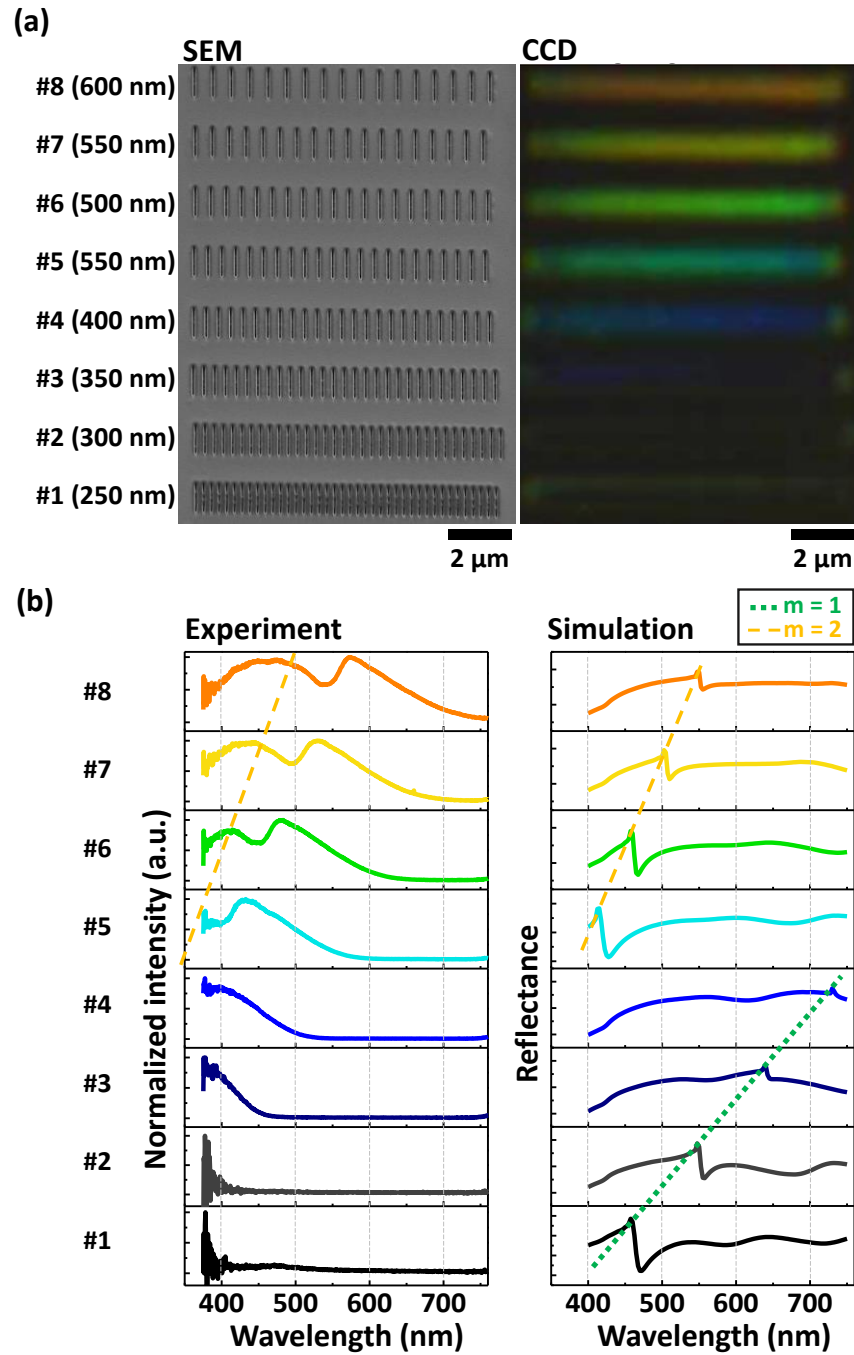 (a)
SEM
CCD
#8 (600 nm)
#7 (550 nm)
#6 (500 nm)
#5 (550 nm)
#4 (400 nm)
#3 (350 nm)
#2 (300 nm)
#1 (250 nm)
2 μm
2 μm
(b)
m = 1
m = 2
Experiment
Simulation
#8
#7
#6
#5
#4
#3
#2
#1
Normalized intensity (a.u.)
Reflectance
400 500 600 700
400 500 600 700
Wavelength (nm)
Wavelength (nm)